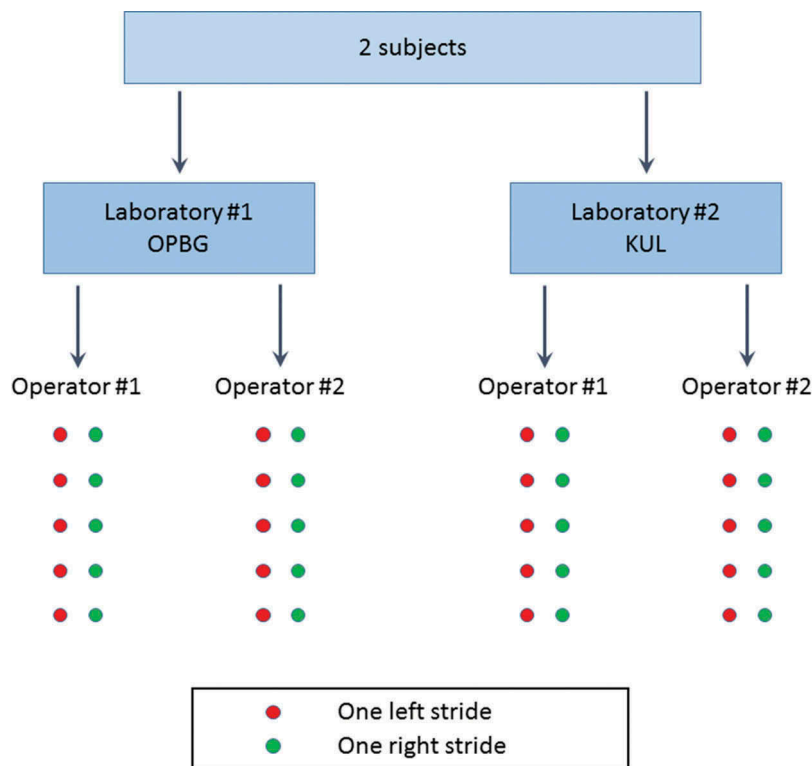 2 subjects
Laboratory #1
OPBG
Laboratory #2
KUL
Operator #1
Operator #2
Operator #1
Operator #2
One left stride
One right stride